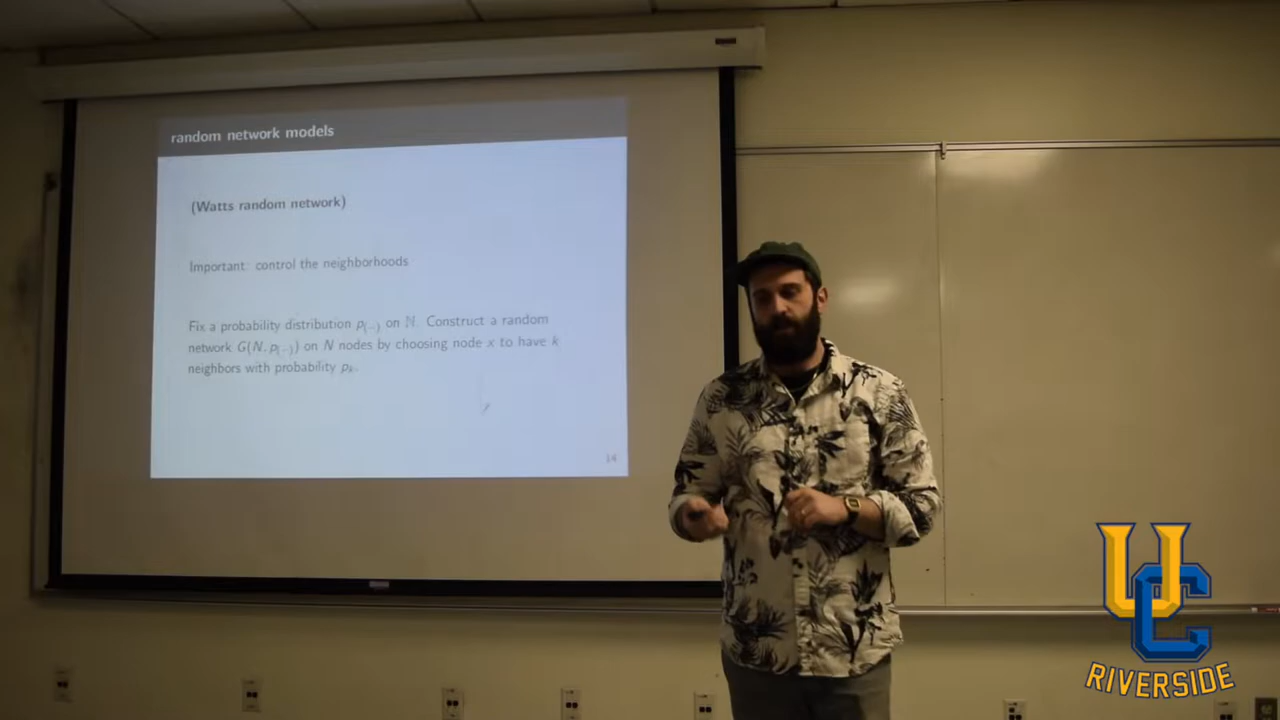 random network models
(Watts random network)
Important: control the neighborhoods
Fix a probability distribution p(−) on ℕ. Construct a random
network G(N, p(−)) on N nodes by choosing node x to have k
neighbors with probability pₖ.
14
UC
RIVERSIDE